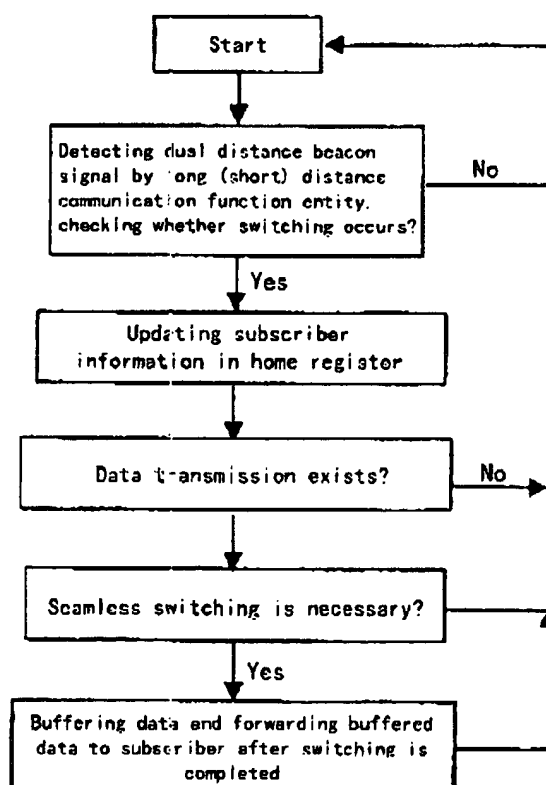 Start
Detecting dual distance beacon
signal by long (short) distance
communication function entity,
checking whether switching occurs?
No
Yes
Updating subscriber
information in home register
Data transmission exists?
No
Seamless switching is necessary?
Yes
Buffering data and forwarding buffered
data to subscriber after switching is
completed